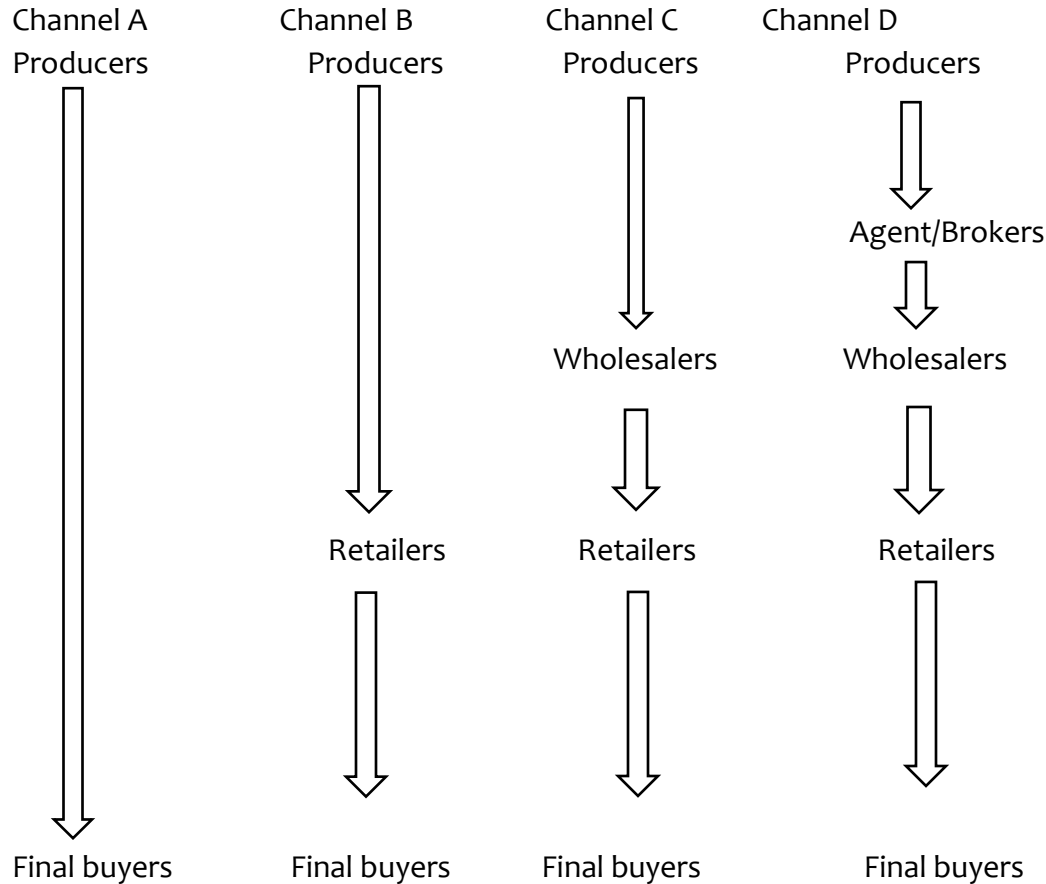 Channel A Channel B Channel C Channel D
Producers Producers Producers Producers
Agent/Brokers
Wholesalers Wholesalers
Retailers Retailers Retailers
Final buyers Final buyers Final buyers Final buyers